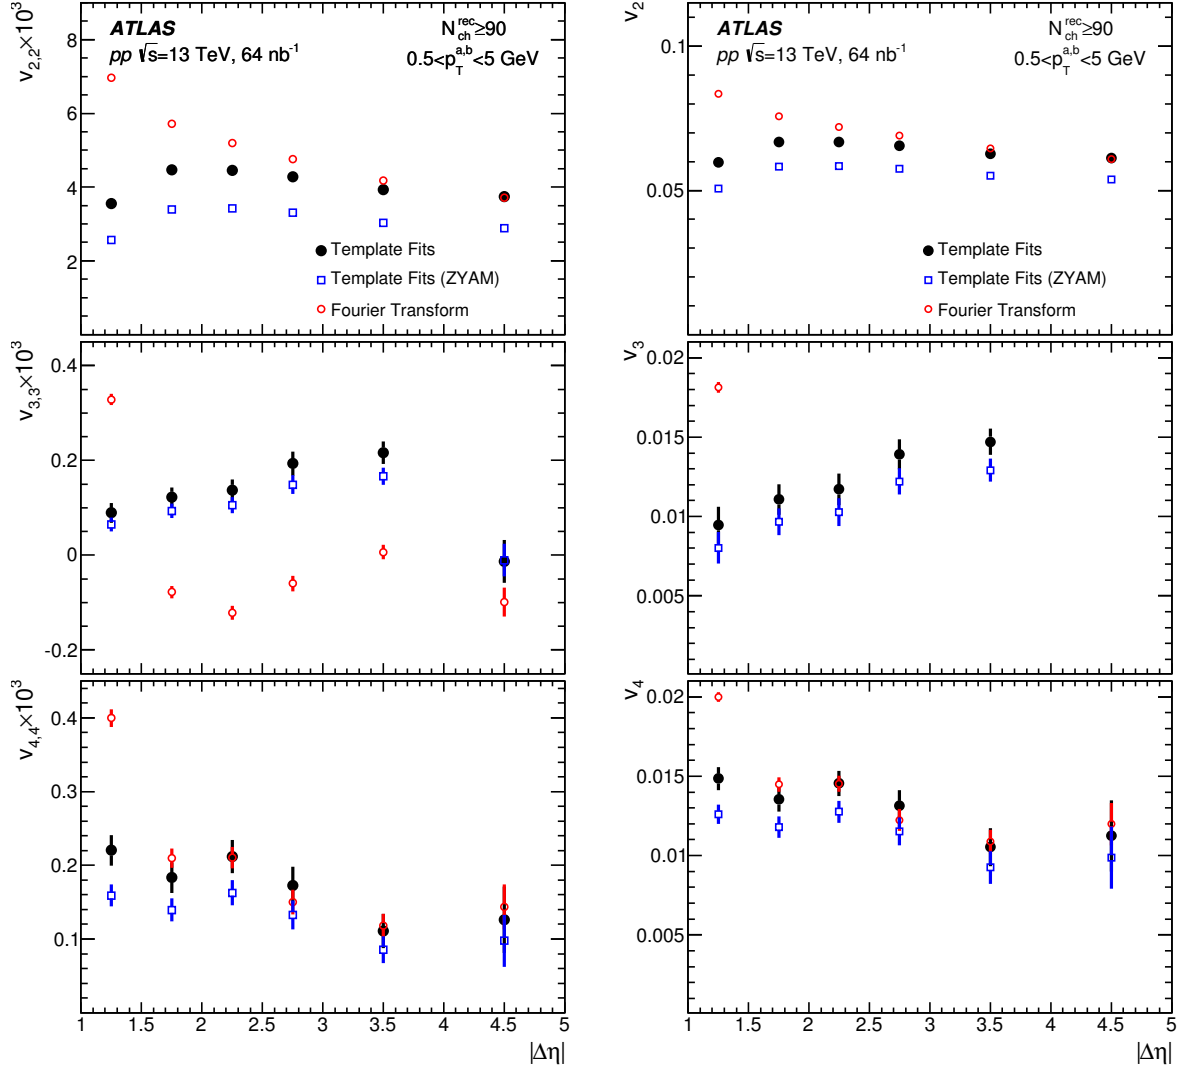 v2,2×10³
ATLAS
pp √s=13 TeV, 64 nb⁻¹
N_ch^rec≥90
0.5<p_T^a,b<5 GeV
8
6
4
2
Template Fits
Template Fits (ZYAM)
Fourier Transform
v3,3×10³
0.4
0.2
0
-0.2
v4,4×10³
0.4
0.3
0.2
0.1
1 1.5 2 2.5 3 3.5 4 4.5 5
|Δη|
v2
ATLAS
pp √s=13 TeV, 64 nb⁻¹
N_ch^rec≥90
0.5<p_T^a,b<5 GeV
0.1
0.05
Template Fits
Template Fits (ZYAM)
Fourier Transform
v3
0.02
0.015
0.01
0.005
v4
0.02
0.015
0.01
0.005
1 1.5 2 2.5 3 3.5 4 4.5 5
|Δη|